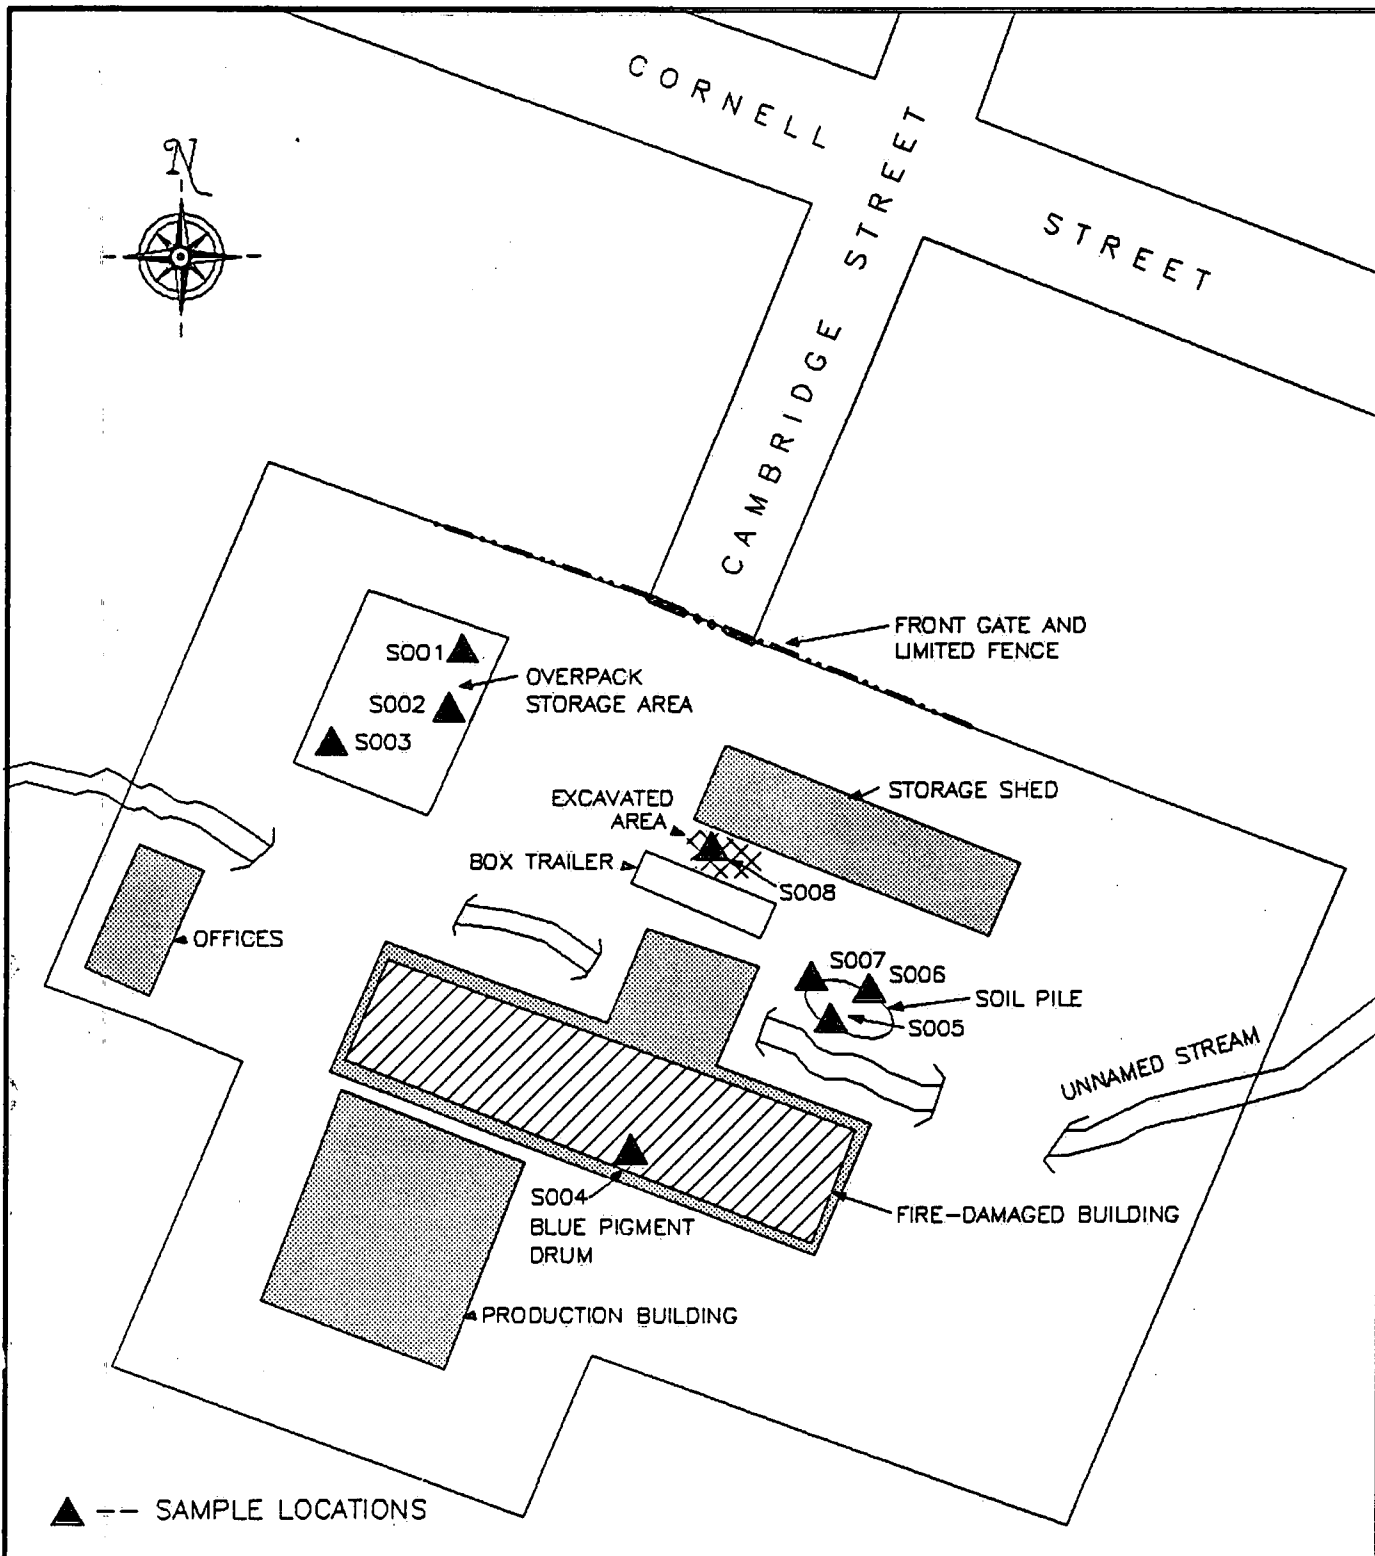 CORNELL STREET
N
CAMBRIDGE STREET
FRONT GATE AND
LIMITED FENCE
S001
OVERPACK
STORAGE AREA
S002
S003
STORAGE SHED
EXCAVATED
AREA
BOX TRAILER
S008
OFFICES
S007
S006
SOIL PILE
S005
UNNAMED STREAM
S004
BLUE PIGMENT
DRUM
FIRE-DAMAGED BUILDING
PRODUCTION BUILDING
-- SAMPLE LOCATIONS